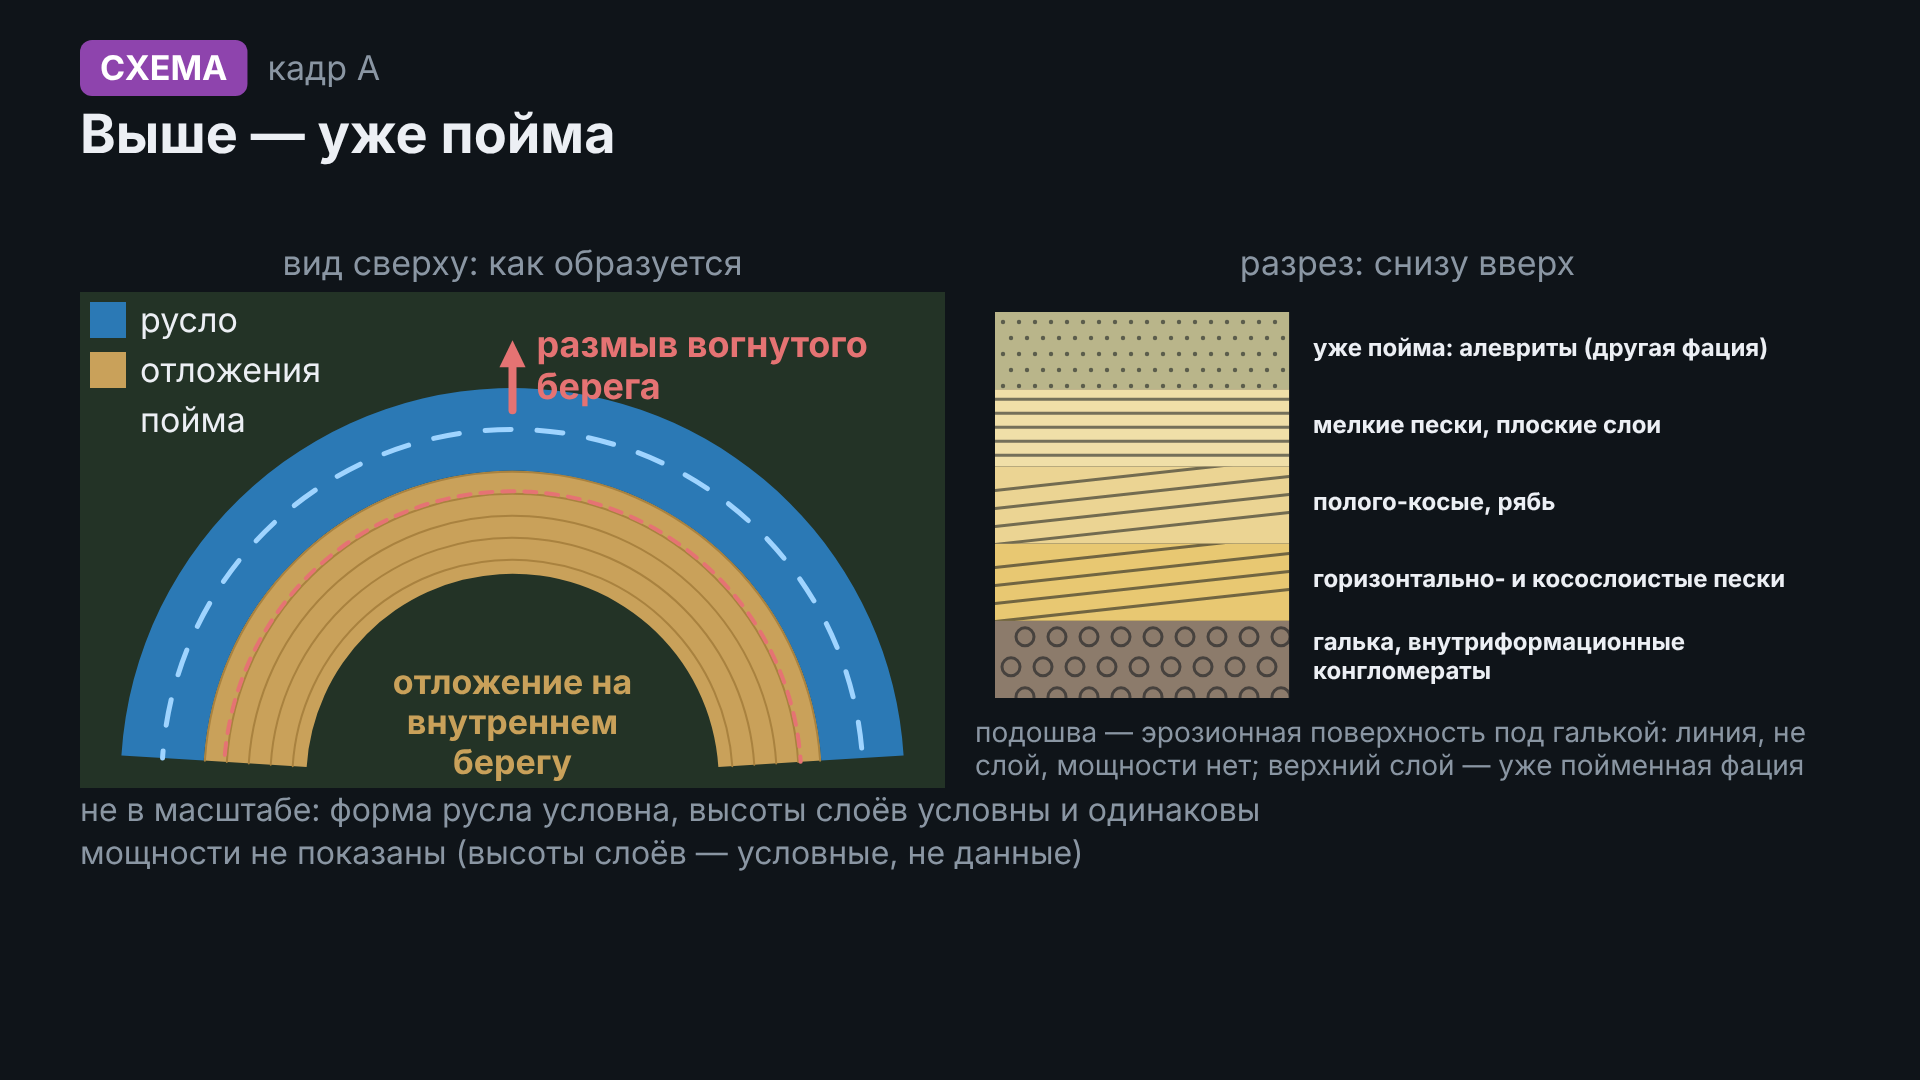 СХЕМА кадр А
Выше — уже пойма
вид сверху: как образуется
русло
отложения
пойма
размыв вогнутого
берега
отложение на
внутреннем
берегу
разрез: снизу вверх
уже пойма: алевриты (другая фация)
мелкие пески, плоские слои
полого-косые, рябь
горизонтально- и косослоистые пески
галька, внутриформационные
конгломераты
подошва — эрозионная поверхность под галькой: линия, не
слой, мощности нет; верхний слой — уже пойменная фация
не в масштабе: форма русла условна, высоты слоёв условны и одинаковы
мощности не показаны (высоты слоёв — условные, не данные)